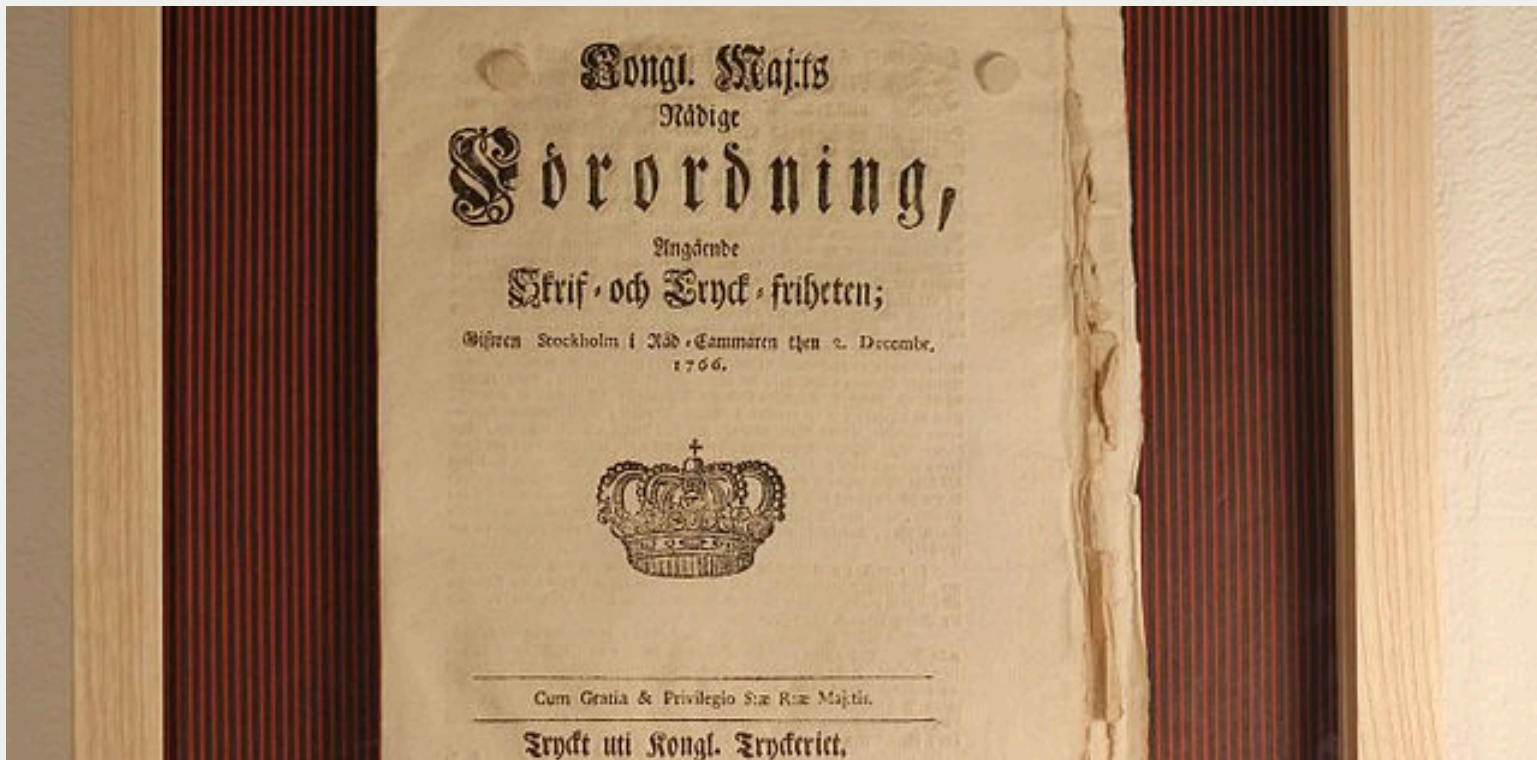 Kongl. Maj:ts
Nådige
Förordning,
Angående
Skrif- och Tryck-friheten;
Gifwen Stockholm i Råd-Cammaren then 2. Decembr.
1766.
Cum Gratia & Privilegio S:æ R:æ Maj:tis.
Tryckt uti Kongl. Tryckeriet.